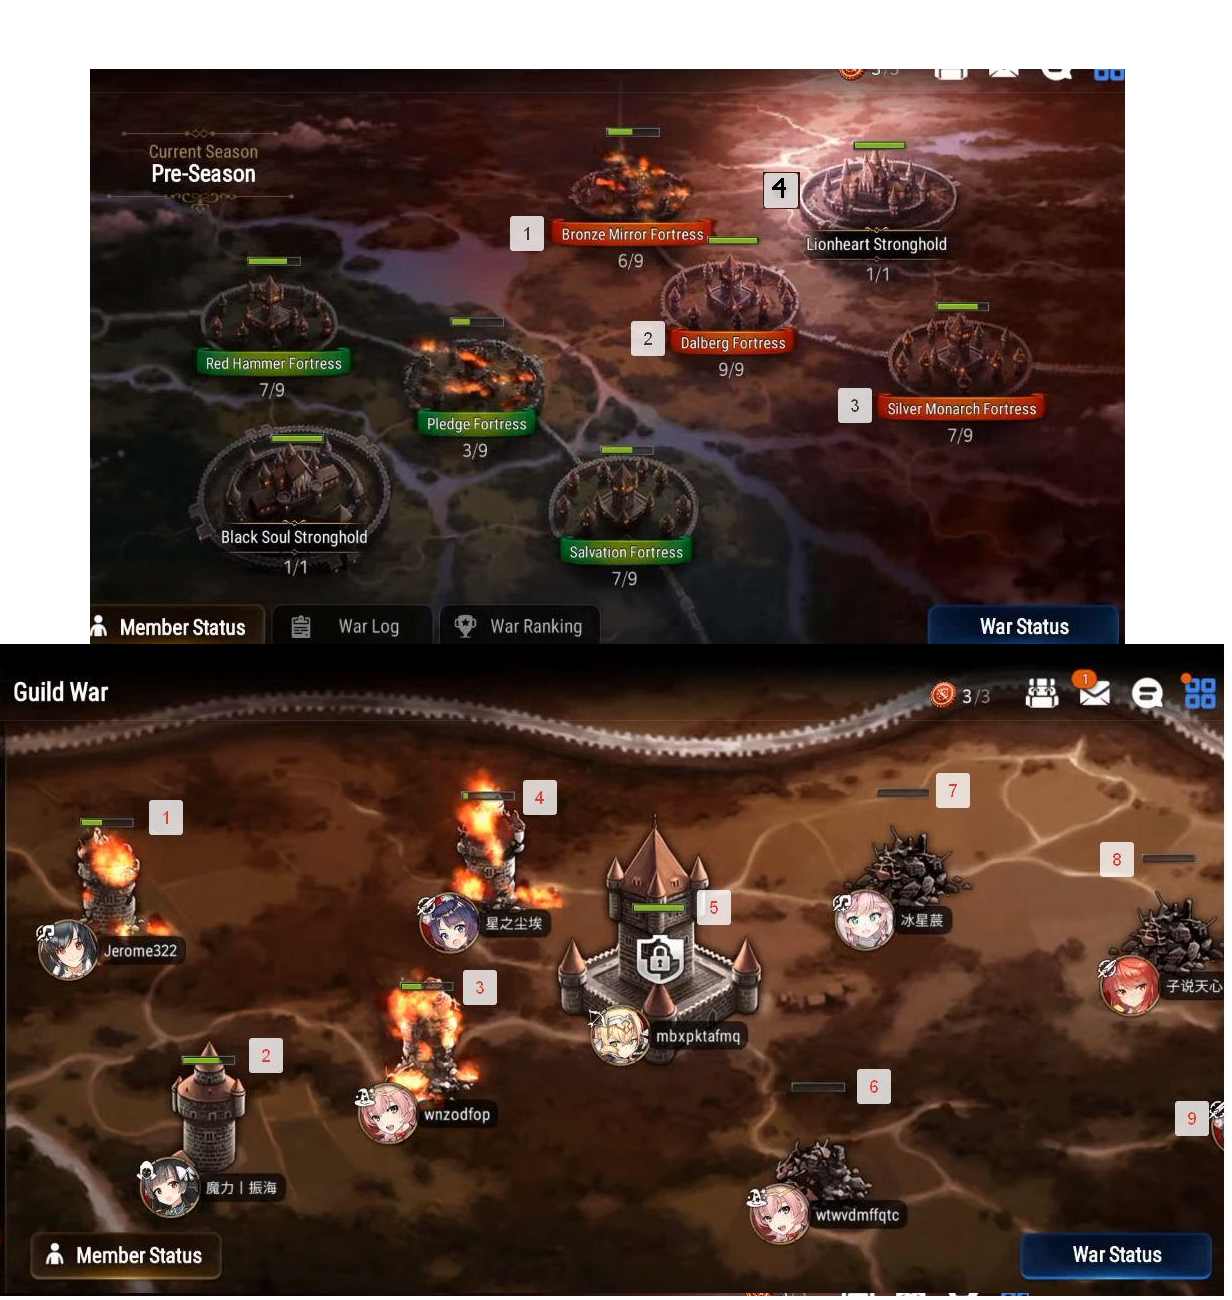 3/3
Current Season
Pre-Season
4
1
Bronze Mirror Fortress
6/9
Lionheart Stronghold
1/1
2
Dalberg Fortress
9/9
Red Hammer Fortress
7/9
3
Silver Monarch Fortress
7/9
Pledge Fortress
3/9
Black Soul Stronghold
1/1
Salvation Fortress
7/9
Member Status
War Log
War Ranking
War Status
Guild War
3/3
1
1
Jerome322
4
星之尘埃
5
mbxpktafmq
7
冰星莀
8
子说天心
3
wnzodfop
2
魔力丨振海
6
wtwvdmffqtc
9
Member Status
War Status